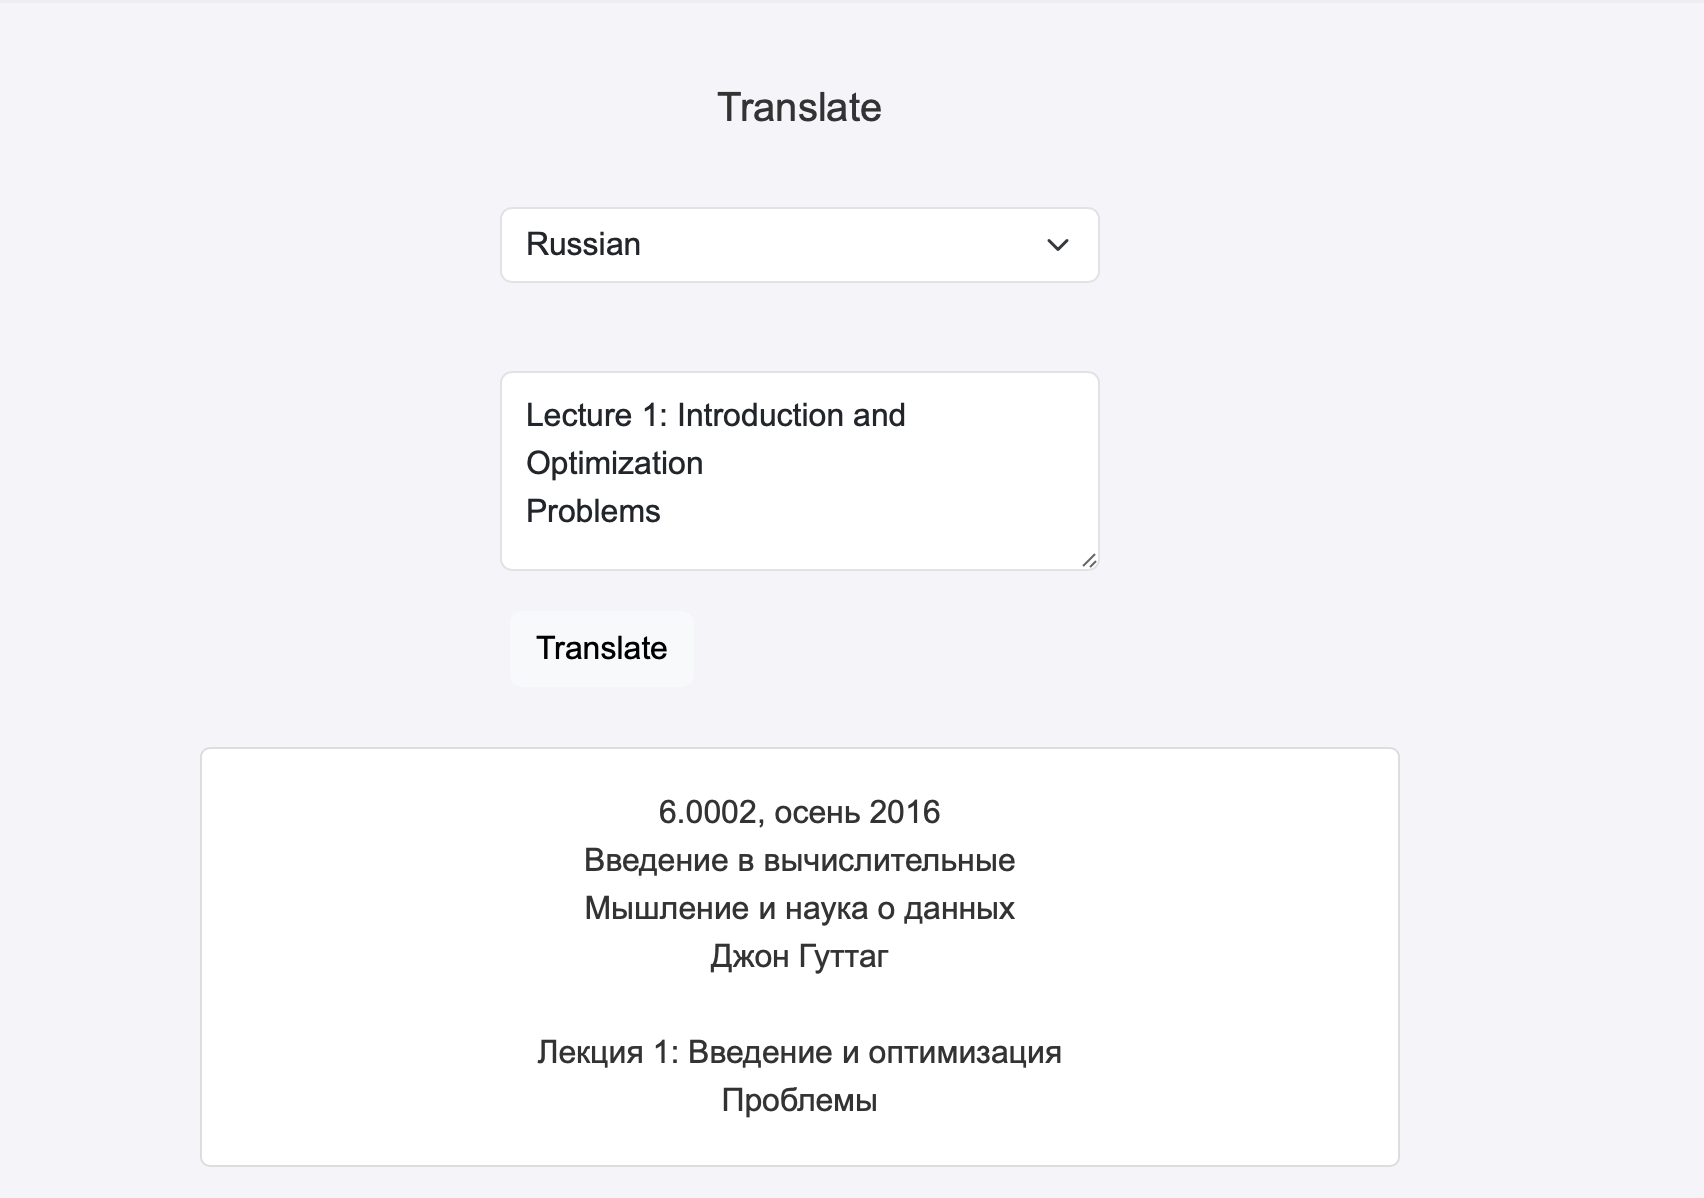 Translate
Russian
Lecture 1: Introduction and
Optimization
Problems
Translate
6.0002, осень 2016
Введение в вычислительные
Мышление и наука о данных
Джон Гуттаг
Лекция 1: Введение и оптимизация
Проблемы